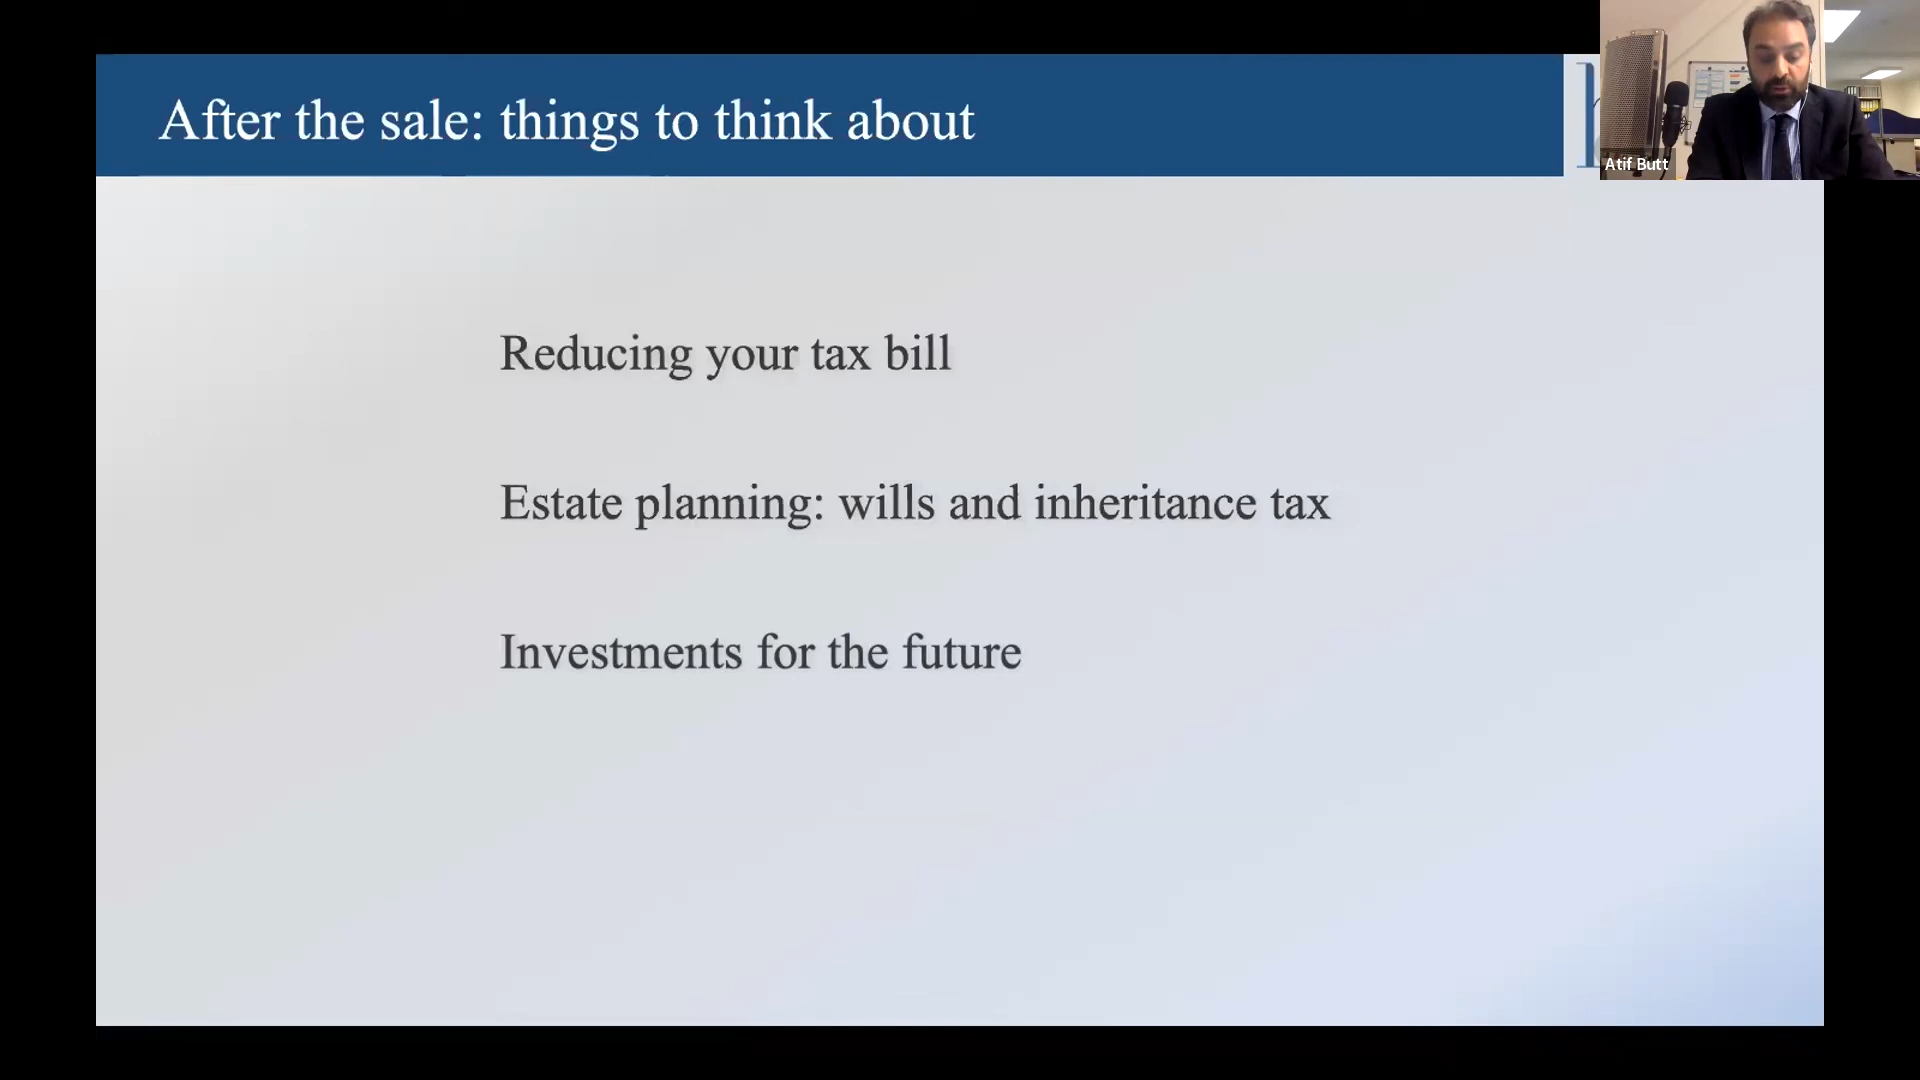 After the sale: things to think about
Atif Butt
Reducing your tax bill
Estate planning: wills and inheritance tax
Investments for the future